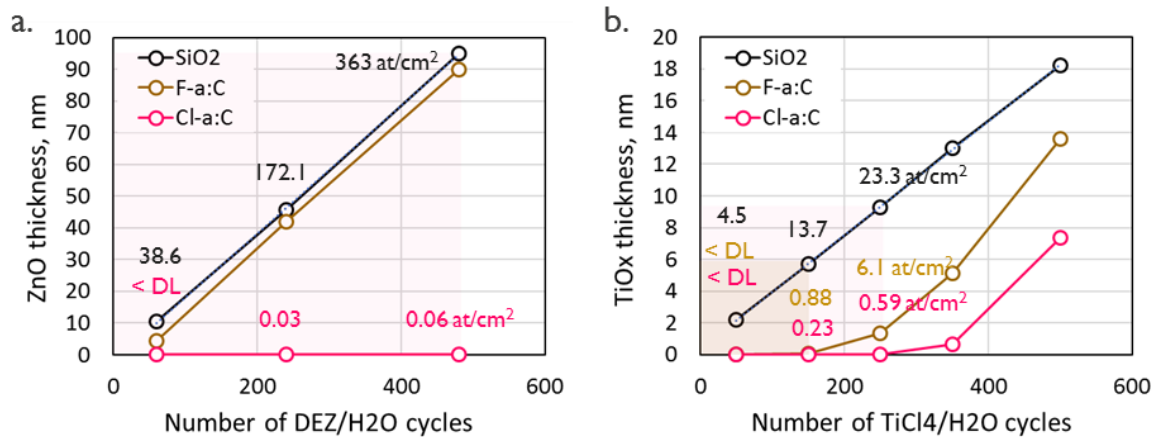 a.
ZnO thickness, nm
100
90
80
70
60
50
40
30
20
10
0
SiO2
F-a:C
Cl-a:C
363 at/cm²
172.1
38.6
< DL
0.03
0.06 at/cm²
0 200 400 600
Number of DEZ/H2O cycles
b.
TiOx thickness, nm
20
18
16
14
12
10
8
6
4
2
0
SiO2
F-a:C
Cl-a:C
23.3 at/cm²
4.5
13.7
< DL
< DL
6.1 at/cm²
0.88
0.59 at/cm²
0.23
0 200 400 600
Number of TiCl4/H2O cycles